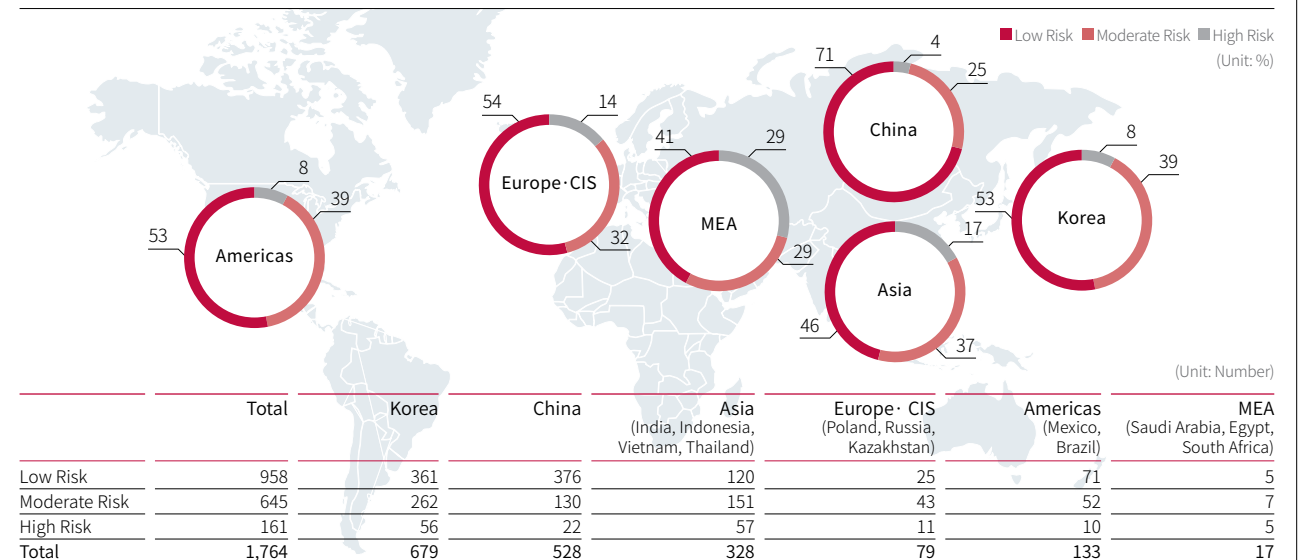 Low Risk Moderate Risk High Risk
(Unit: %)
71 4 25
China
54 14 32
Europe·CIS
41 29 29
MEA
8 39 53
Korea
8 39 53
Americas
17 46 37
Asia
(Unit: Number)
Total Korea China Asia Europe· CIS Americas MEA
(India, Indonesia, (Poland, Russia, (Mexico, (Saudi Arabia, Egypt,
Vietnam, Thailand) Kazakhstan) Brazil) South Africa)
Low Risk 958 361 376 120 25 71 5
Moderate Risk 645 262 130 151 43 52 7
High Risk 161 56 22 57 11 10 5
Total 1,764 679 528 328 79 133 17